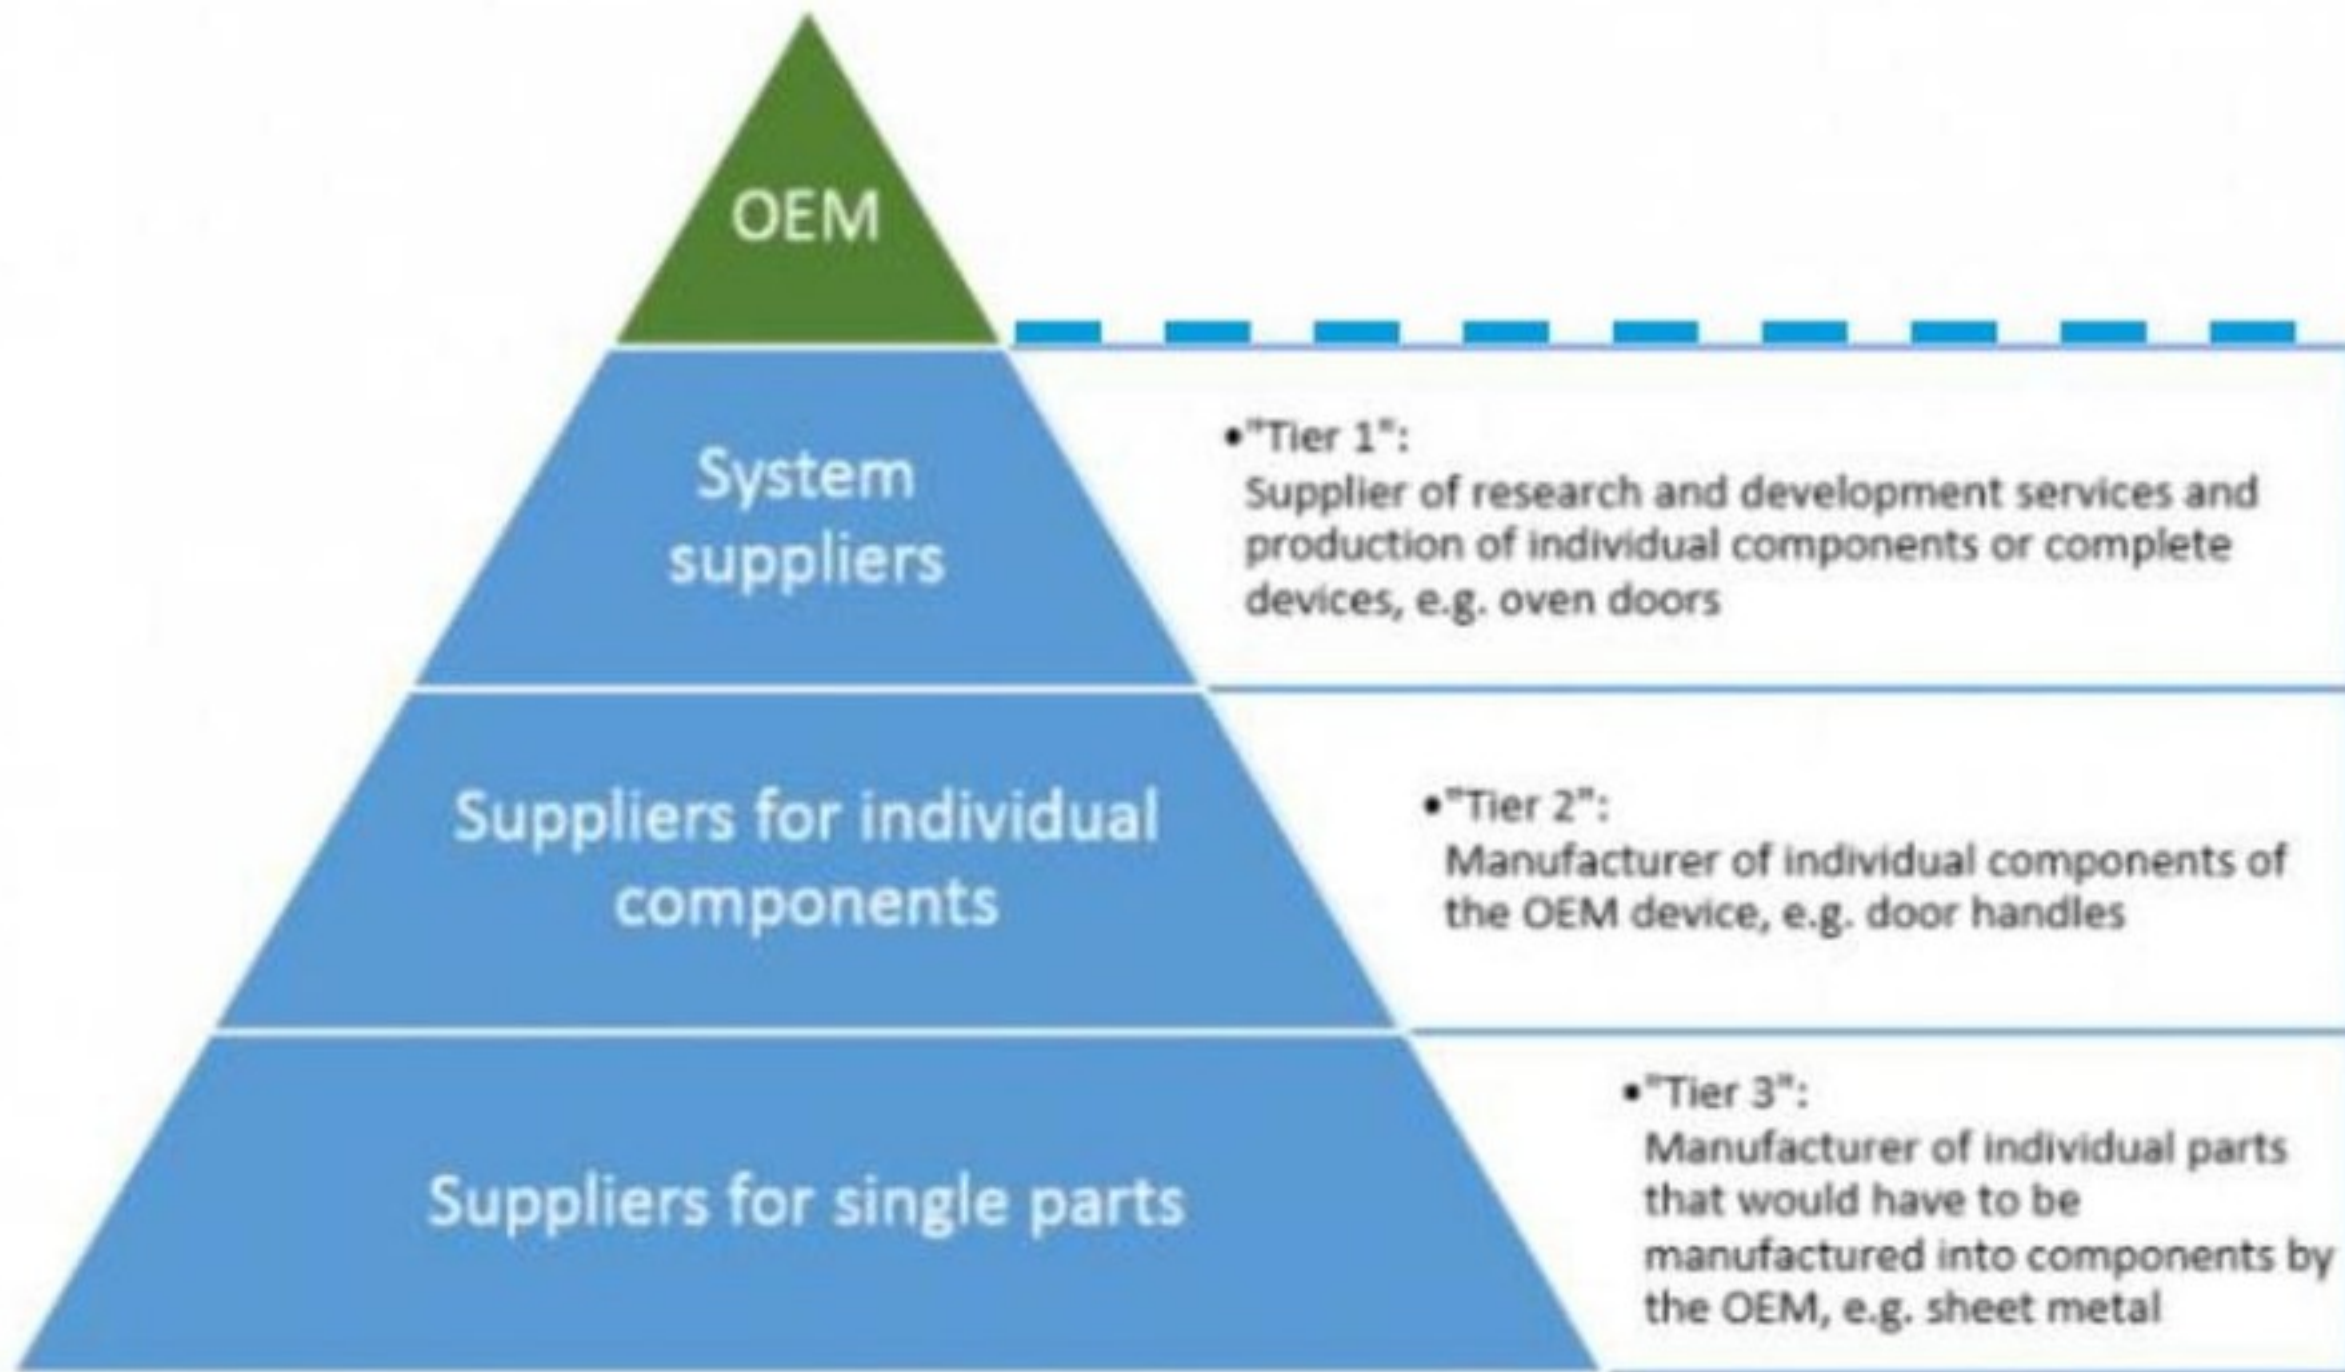 OEM
System
suppliers
•"Tier 1":
Supplier of research and development services and
production of individual components or complete
devices, e.g. oven doors
Suppliers for individual
components
•"Tier 2":
Manufacturer of individual components of
the OEM device, e.g. door handles
Suppliers for single parts
•"Tier 3":
Manufacturer of individual parts
that would have to be
manufactured into components by
the OEM, e.g. sheet metal